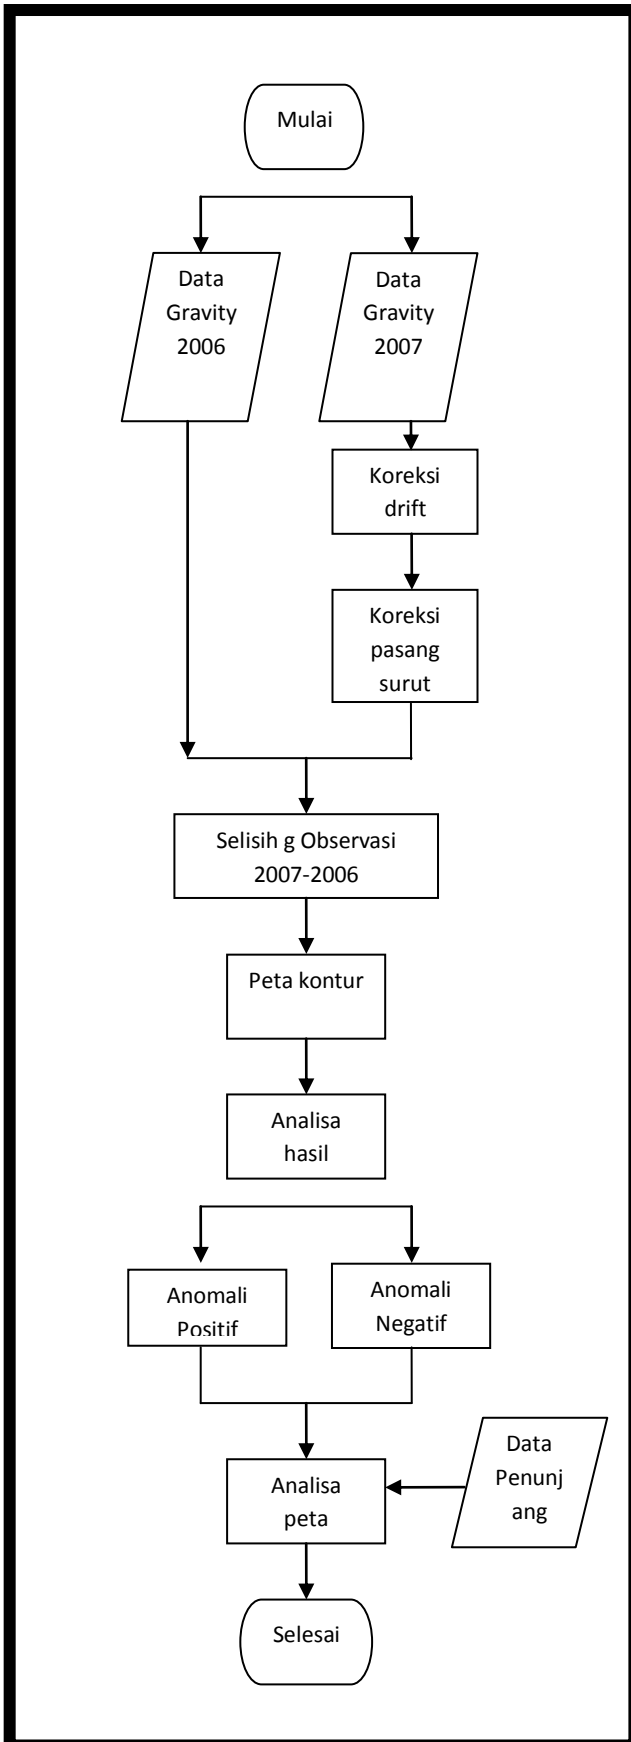 Mulai
Data
Gravity
2006
Data
Gravity
2007
Koreksi
drift
Koreksi
pasang
surut
Selisih g Observasi
2007-2006
Peta kontur
Analisa
hasil
Anomali
Positif
Anomali
Negatif
Data
Penunj
ang
Analisa
peta
Selesai